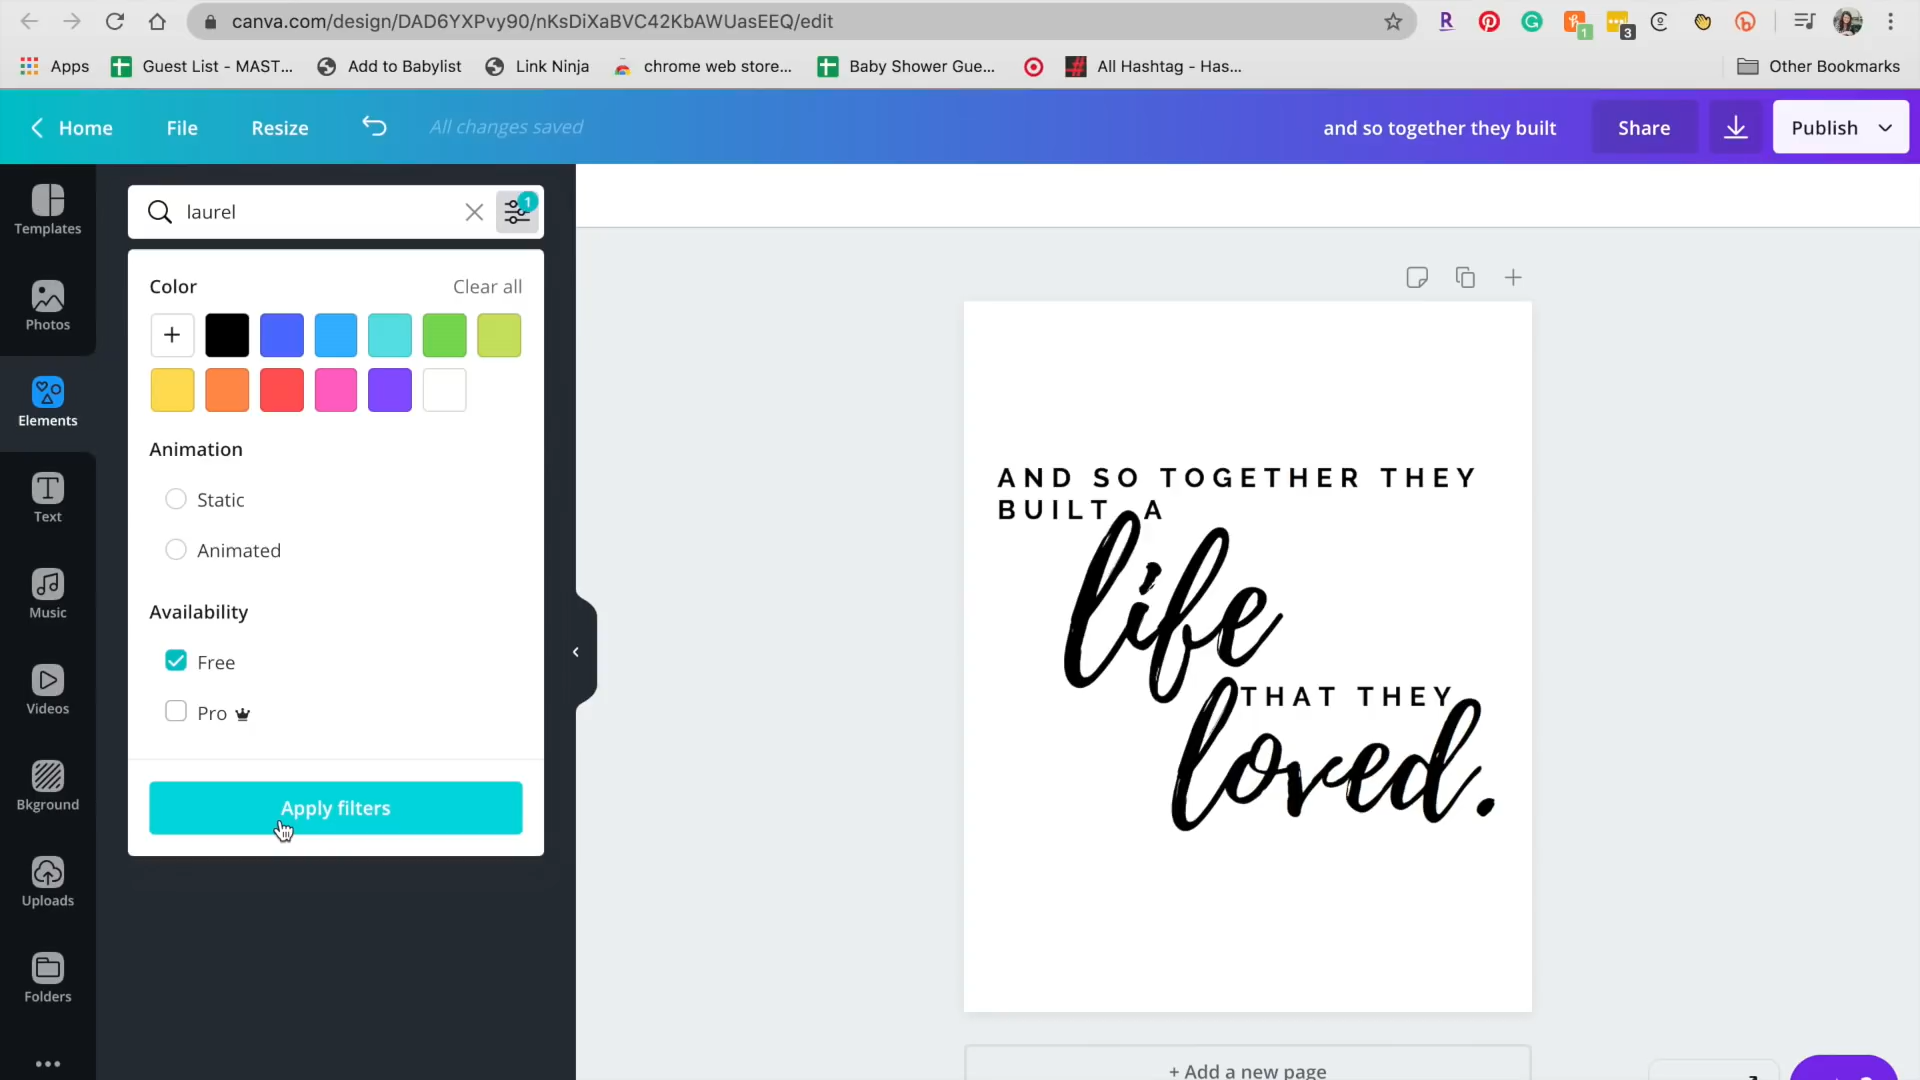 canva.com/design/DAD6YXPvy90/nKsDiXaBVC42KbAWUasEEQ/edit
1
3
Apps
Guest List - MAST...
Add to Babylist
Link Ninja
chrome web store...
Baby Shower Gue...
All Hashtag - Has...
Other Bookmarks
Home
File
Resize
All changes saved
and so together they built
Share
Publish
Templates
Photos
Elements
Text
Music
Videos
Bkground
Uploads
Folders
laurel
1
Color
Clear all
Animation
Static
Animated
Availability
Free
Pro
Apply filters
AND SO TOGETHER THEY
BUILT A
life
THAT THEY
loved.
+ Add a new page